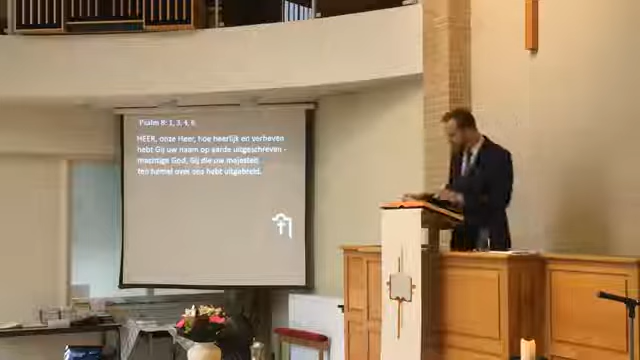 Psalm 8: 1, 3, 4, 6
HEER, onze Heer, hoe heerlijk en verheven
hebt Gij uw naam op aarde uitgeschreven -
machtige God, Gij die uw majesteit
ten hemel over ons hebt uitgebreid.